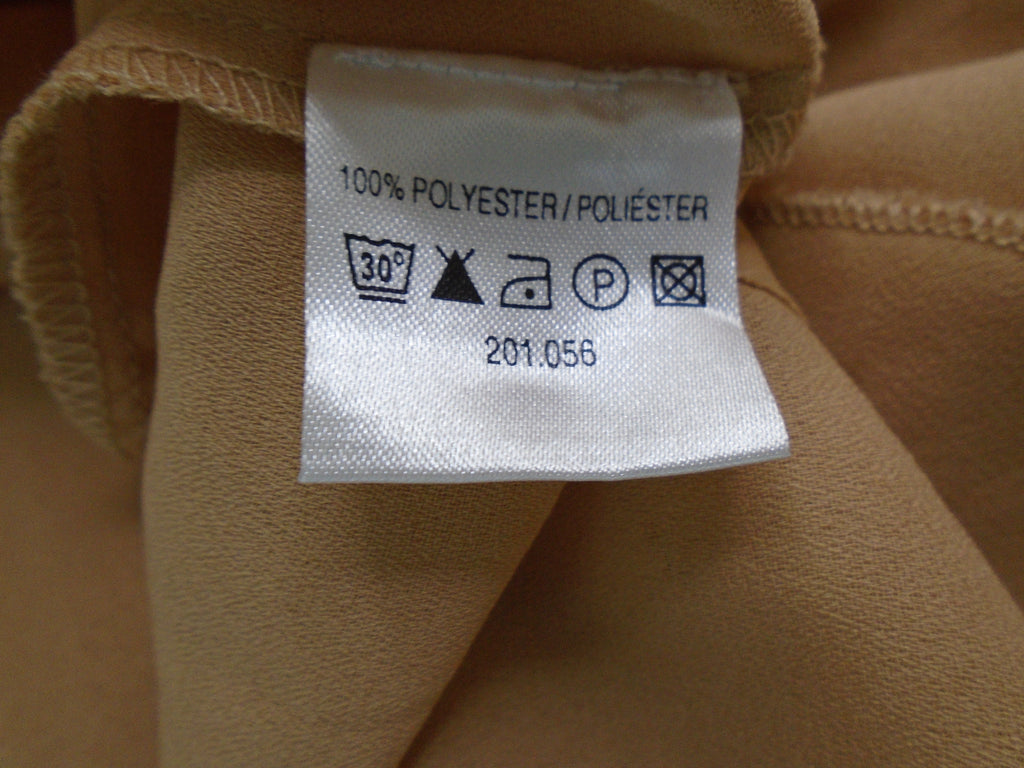 100% POLYESTER / POLIÉSTER
30° P
201.056